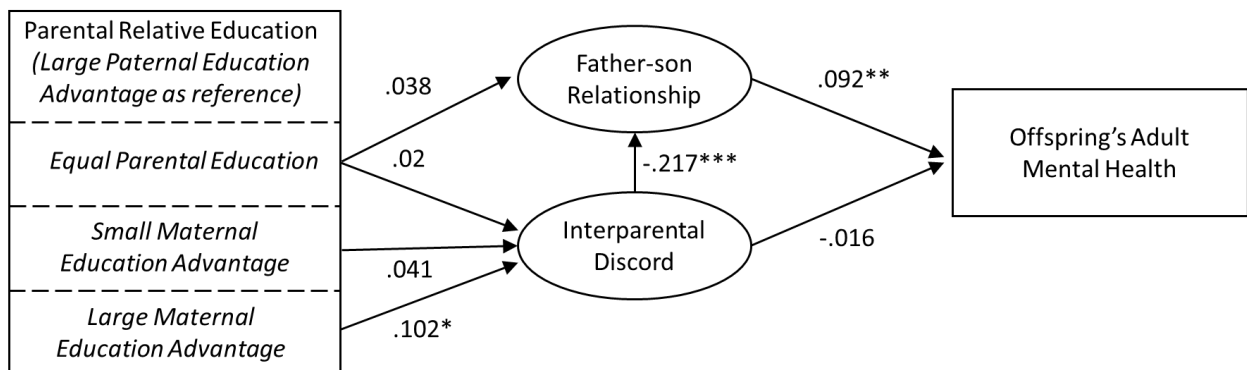 Parental Relative Education
(Large Paternal Education
Advantage as reference)
Equal Parental Education
Small Maternal
Education Advantage
Large Maternal
Education Advantage
.038
.02
.041
.102*
Father-son
Relationship
-.217***
Interparental
Discord
.092**
-.016
Offspring's Adult
Mental Health